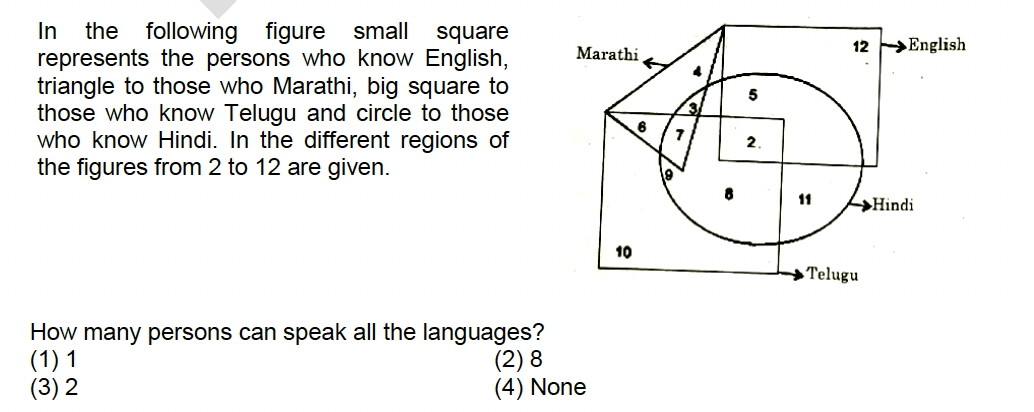 In the following figure small square
represents the persons who know English,
triangle to those who Marathi, big square to
those who know Telugu and circle to those
who know Hindi. In the different regions of
the figures from 2 to 12 are given.
Marathi
12
English
4
5
3
6
7
2.
9
8
11
Hindi
10
Telugu
How many persons can speak all the languages?
(1) 1
(2) 8
(3) 2
(4) None